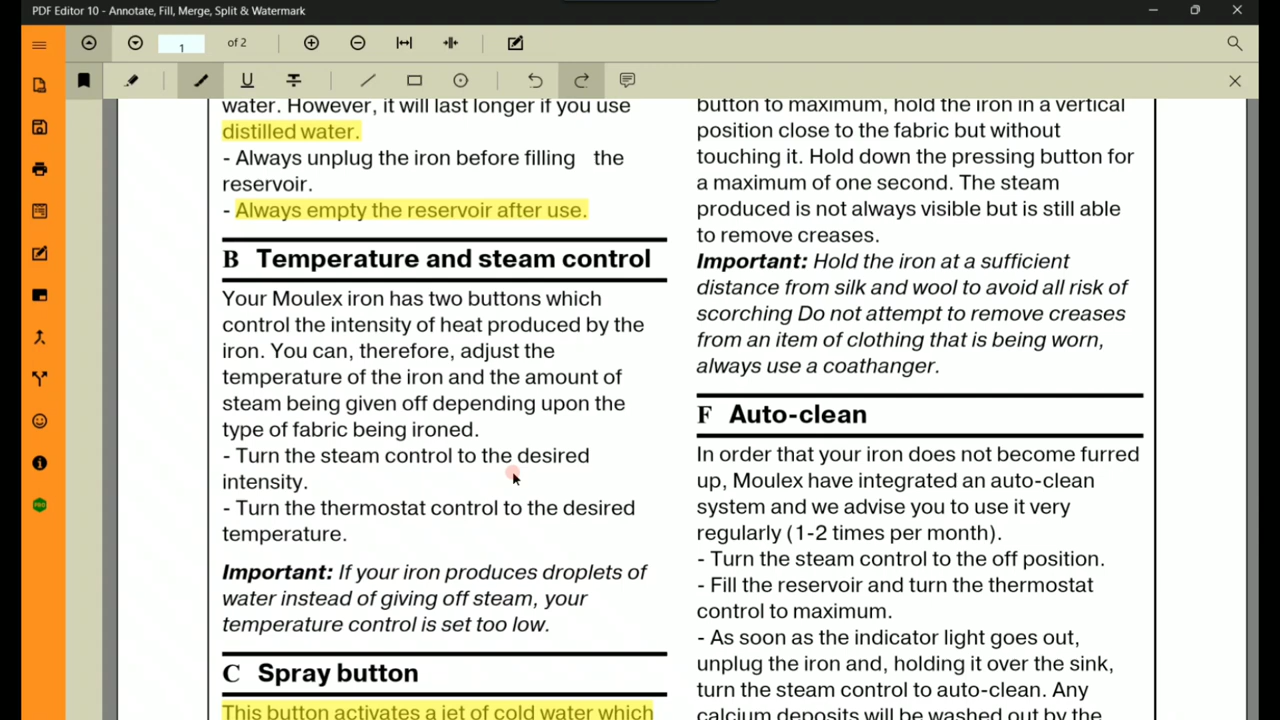 PDF Editor 10 - Annotate, Fill, Merge, Split & Watermark
1 of 2
water. However, it will last longer if you use
distilled water.
- Always unplug the iron before filling the
reservoir.
- Always empty the reservoir after use.
B Temperature and steam control
Your Moulex iron has two buttons which
control the intensity of heat produced by the
iron. You can, therefore, adjust the
temperature of the iron and the amount of
steam being given off depending upon the
type of fabric being ironed.
- Turn the steam control to the desired
intensity.
- Turn the thermostat control to the desired
temperature.
Important: If your iron produces droplets of
water instead of giving off steam, your
temperature control is set too low.
C Spray button
This button activates a jet of cold water which
button to maximum, hold the iron in a vertical
position close to the fabric but without
touching it. Hold down the pressing button for
a maximum of one second. The steam
produced is not always visible but is still able
to remove creases.
Important: Hold the iron at a sufficient
distance from silk and wool to avoid all risk of
scorching Do not attempt to remove creases
from an item of clothing that is being worn,
always use a coathanger.
F Auto-clean
In order that your iron does not become furred
up, Moulex have integrated an auto-clean
system and we advise you to use it very
regularly (1-2 times per month).
- Turn the steam control to the off position.
- Fill the reservoir and turn the thermostat
control to maximum.
- As soon as the indicator light goes out,
unplug the iron and, holding it over the sink,
turn the steam control to auto-clean. Any
calcium deposits will be washed out by the
PRO